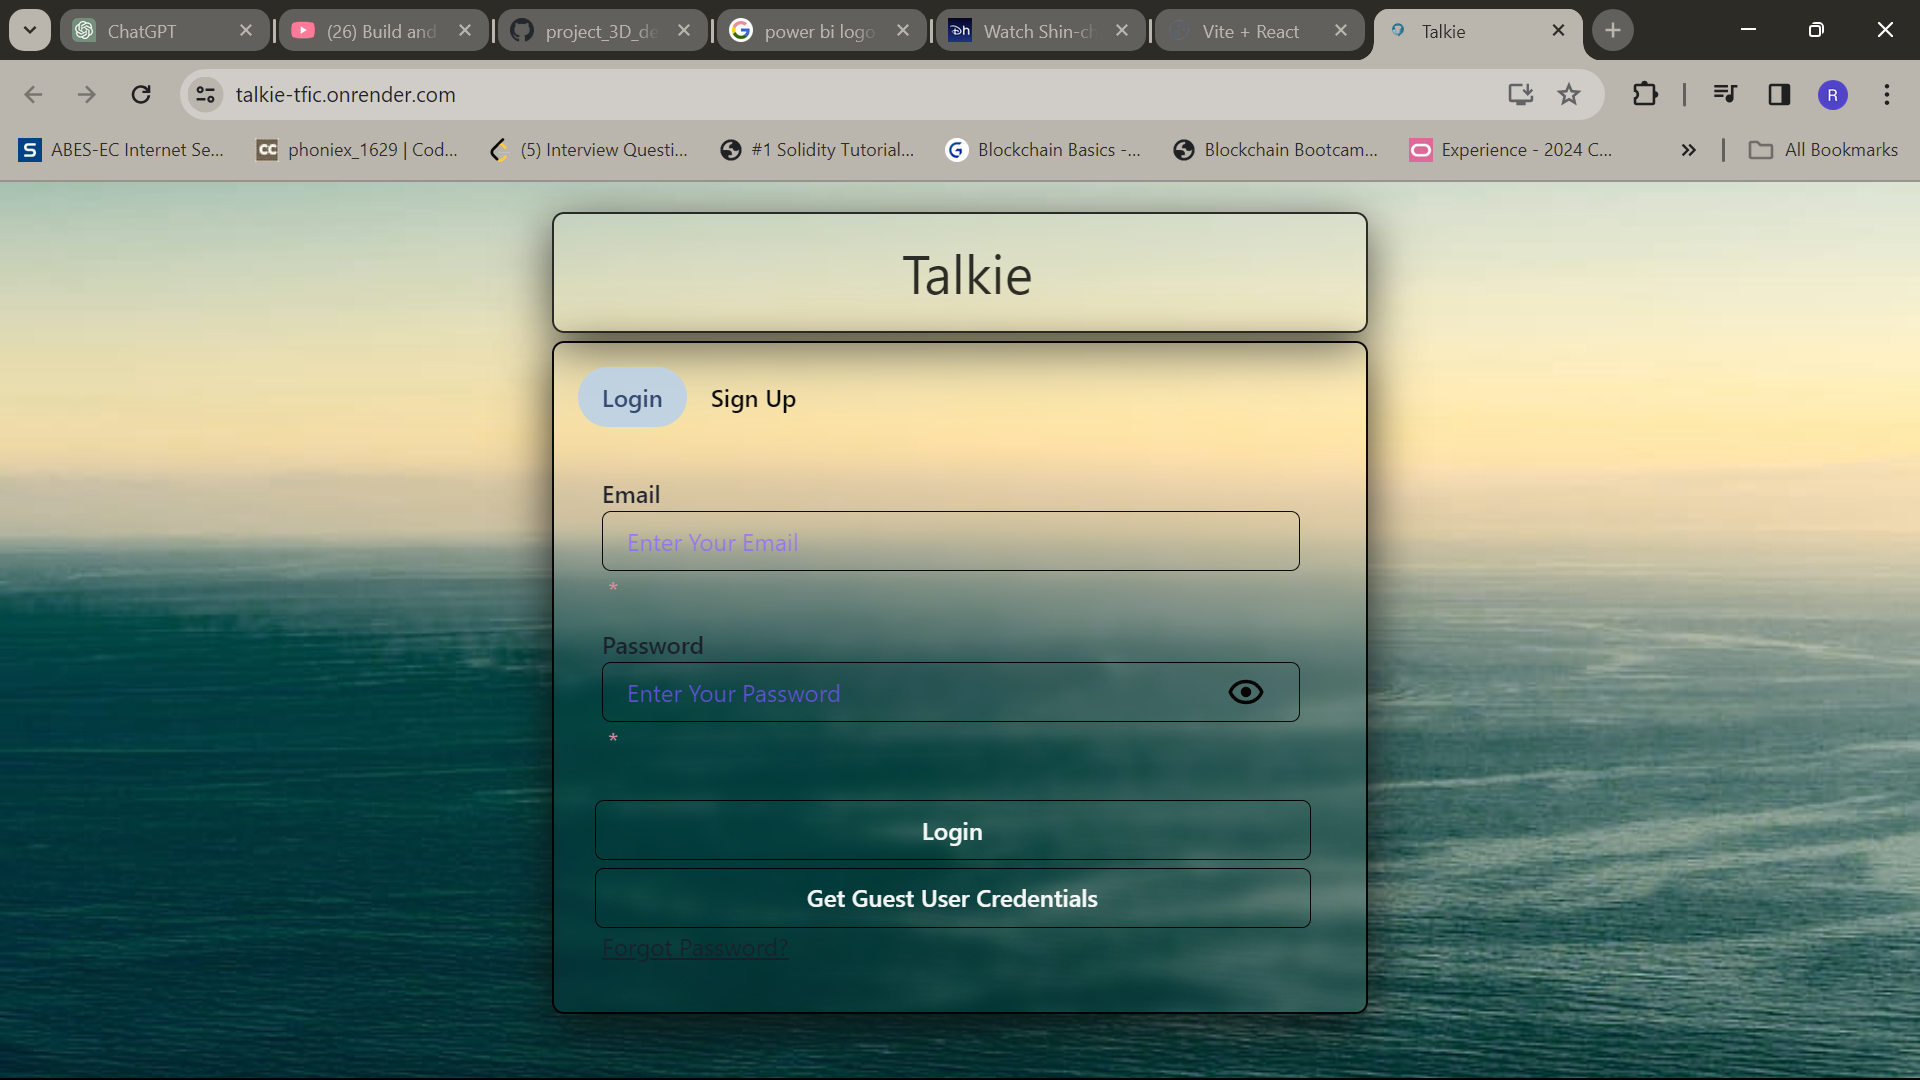 ChatGPT
(26) Build and
project_3D_de
power bi logo
Watch Shin-ch
Vite + React
Talkie
talkie-tfic.onrender.com
R
S ABES-EC Internet Se...
CC phoniex_1629 | Cod...
(5) Interview Questi...
#1 Solidity Tutorial...
Blockchain Basics -...
Blockchain Bootcam...
Experience - 2024 C...
All Bookmarks
Talkie
Login
Sign Up
Email
Enter Your Email
*
Password
Enter Your Password
*
Login
Get Guest User Credentials
Forgot Password?